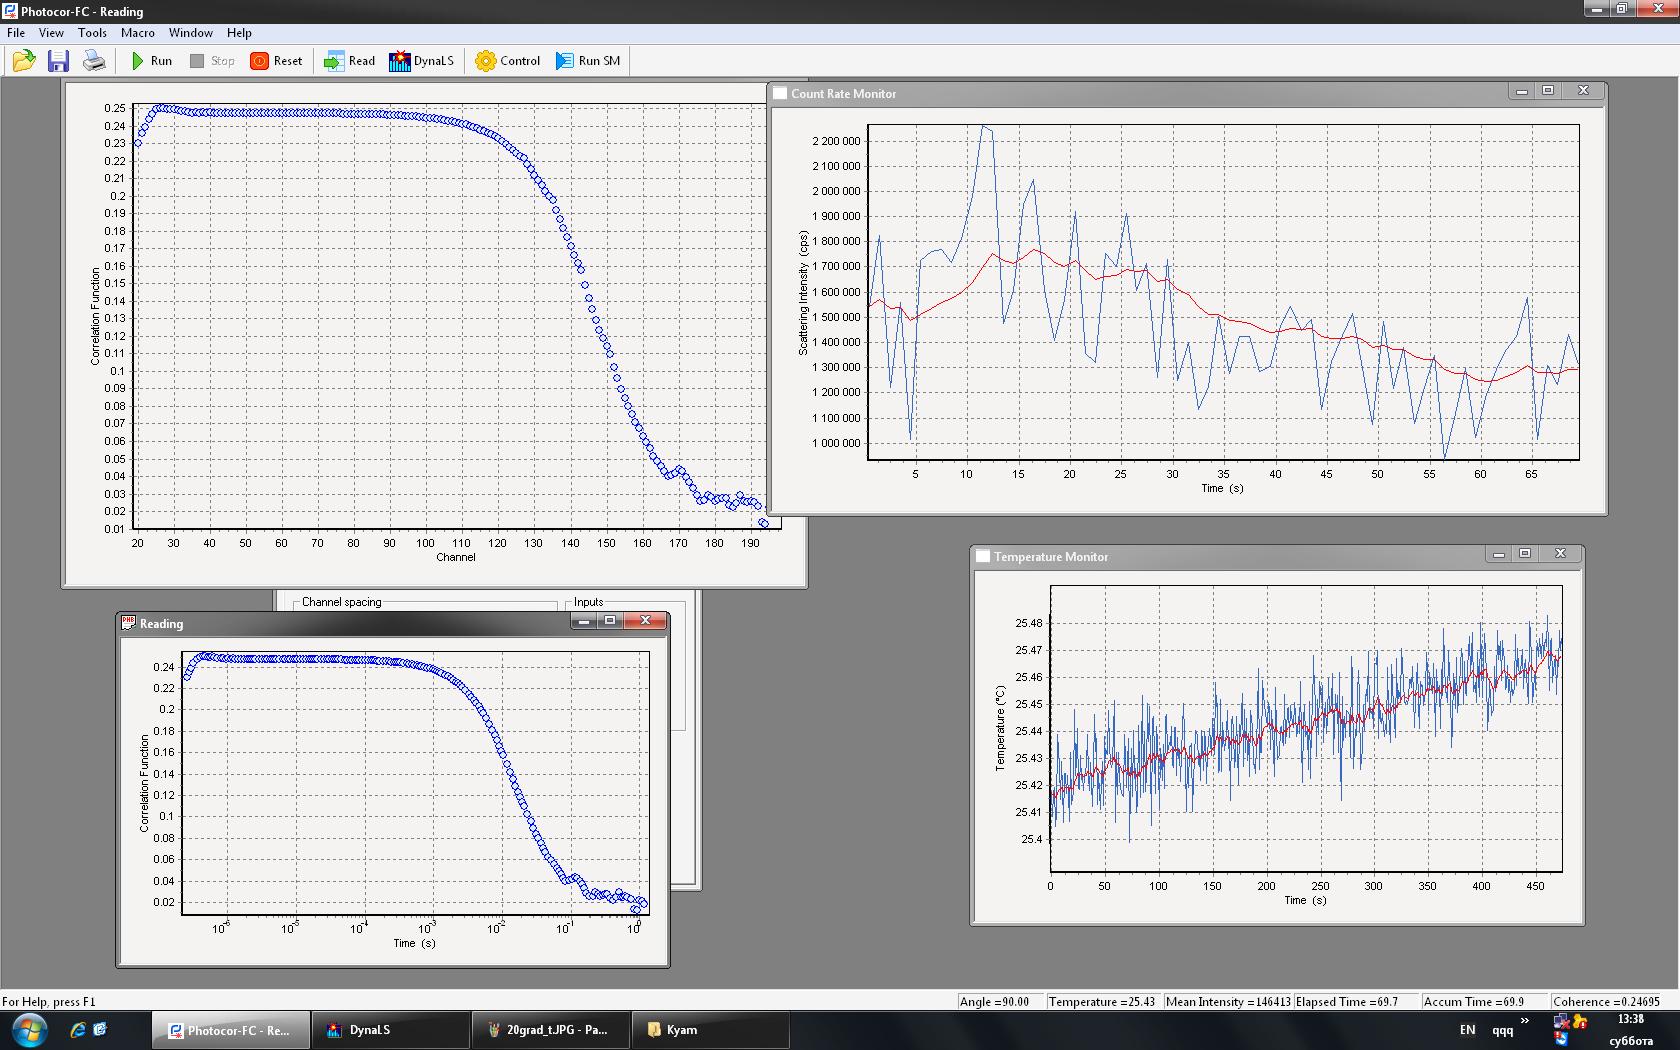 Photocor-FC - Reading
File View Tools Macro Window Help
Run Stop Reset Read DynaLS Control Run SM
0.25
0.24
0.23
0.22
0.21
0.2
0.19
0.18
0.17
0.16
0.15
0.14
0.13
0.12
0.11
0.1
0.09
0.08
0.07
0.06
0.05
0.04
0.03
0.02
0.01
Correlation Function
20 30 40 50 60 70 80 90 100 110 120 130 140 150 160 170 180 190
Channel
Count Rate Monitor
2 200 000
2 100 000
2 000 000
1 900 000
1 800 000
1 700 000
1 600 000
1 500 000
1 400 000
1 300 000
1 200 000
1 100 000
1 000 000
Scattering Intensity (cps)
5 10 15 20 25 30 35 40 45 50 55 60 65
Time (s)
Channel spacing
Inputs
Reading
0.24
0.22
0.2
0.18
0.16
0.14
0.12
0.1
0.08
0.06
0.04
0.02
Correlation Function
10-6 10-5 10-4 10-3 10-2 10-1 100
Time (s)
Temperature Monitor
25.48
25.47
25.46
25.45
25.44
25.43
25.42
25.41
25.4
Temperature (°C)
0 50 100 150 200 250 300 350 400 450
Time (s)
For Help, press F1
Angle =90.00 Temperature =25.43 Mean Intensity =146413 Elapsed Time =69.7 Accum Time =69.9 Coherence =0.24695
Photocor-FC - Re... DynaLS 20grad_t.JPG - Pa... Kyam EN qqq » 13:38
суббота